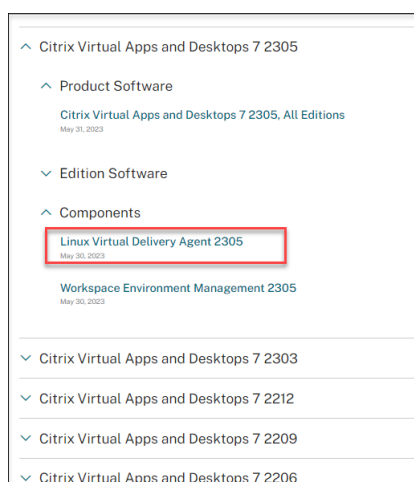 Citrix Virtual Apps and Desktops 7 2305
Product Software
Citrix Virtual Apps and Desktops 7 2305, All Editions
May 31, 2023
Edition Software
Components
Linux Virtual Delivery Agent 2305
May 30, 2023
Workspace Environment Management 2305
May 30, 2023
Citrix Virtual Apps and Desktops 7 2303
Citrix Virtual Apps and Desktops 7 2212
Citrix Virtual Apps and Desktops 7 2209
Citrix Virtual Apps and Desktops 7 2206